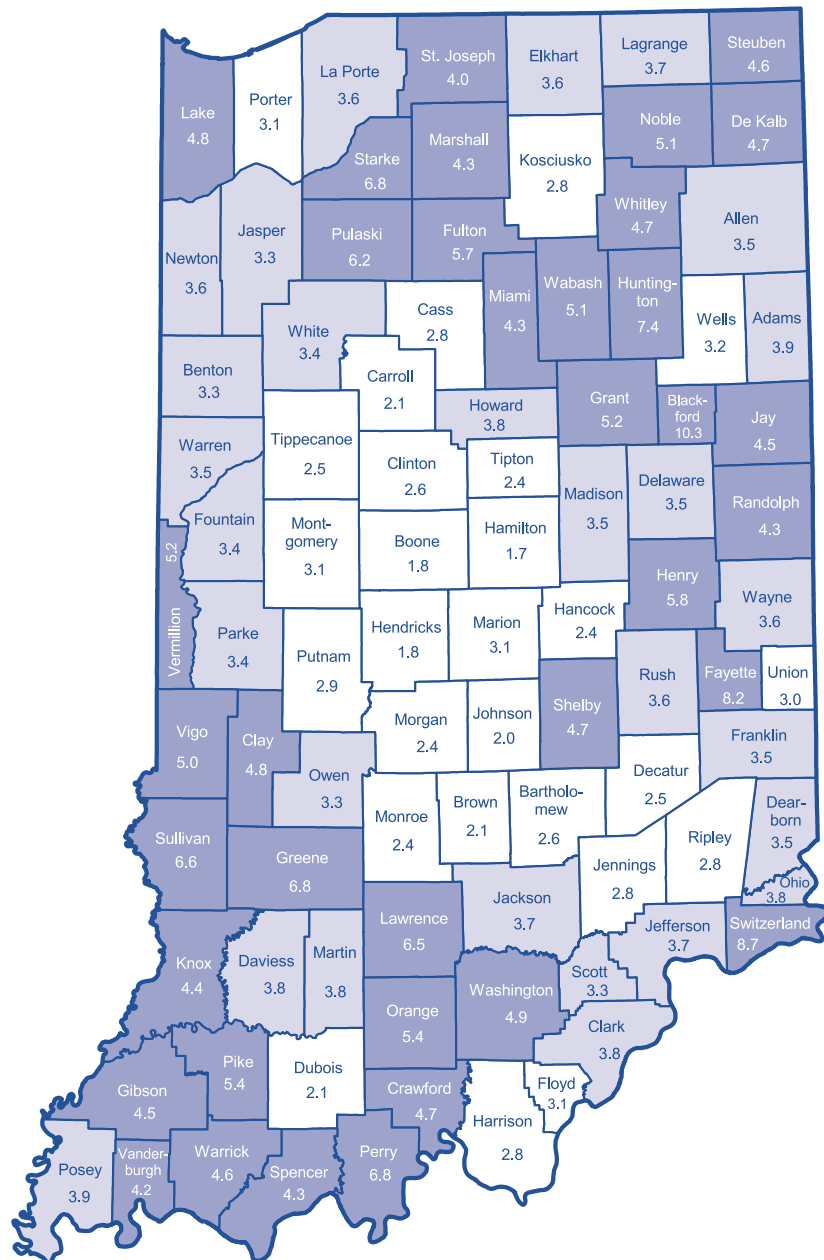 St. Joseph
4.0
Elkhart
3.6
Lagrange
3.7
Steuben
4.6
La Porte
3.6
Porter
3.1
Lake
4.8
Noble
5.1
De Kalb
4.7
Marshall
4.3
Kosciusko
2.8
Starke
6.8
Whitley
4.7
Allen
3.5
Jasper
3.3
Pulaski
6.2
Fulton
5.7
Newton
3.6
Miami
4.3
Wabash
5.1
Hunting-
ton
7.4
Cass
2.8
Wells
3.2
Adams
3.9
White
3.4
Benton
3.3
Carroll
2.1
Howard
3.8
Grant
5.2
Black-
ford
10.3
Jay
4.5
Warren
3.5
Tippecanoe
2.5
Clinton
2.6
Tipton
2.4
Madison
3.5
Delaware
3.5
Randolph
4.3
Fountain
3.4
Mont-
gomery
3.1
Boone
1.8
Hamilton
1.7
Vermillion 5.2
Henry
5.8
Wayne
3.6
Parke
3.4
Putnam
2.9
Hendricks
1.8
Marion
3.1
Hancock
2.4
Rush
3.6
Fayette
8.2
Union
3.0
Vigo
5.0
Clay
4.8
Morgan
2.4
Johnson
2.0
Shelby
4.7
Franklin
3.5
Owen
3.3
Monroe
2.4
Brown
2.1
Bartholo-
mew
2.6
Decatur
2.5
Dear-
born
3.5
Sullivan
6.6
Greene
6.8
Jennings
2.8
Ripley
2.8
Ohio
3.8
Lawrence
6.5
Jackson
3.7
Jefferson
3.7
Switzerland
8.7
Knox
4.4
Daviess
3.8
Martin
3.8
Scott
3.3
Orange
5.4
Washington
4.9
Clark
3.8
Pike
5.4
Dubois
2.1
Crawford
4.7
Floyd
3.1
Gibson
4.5
Harrison
2.8
Posey
3.9
Vander-
burgh
4.2
Warrick
4.6
Spencer
4.3
Perry
6.8